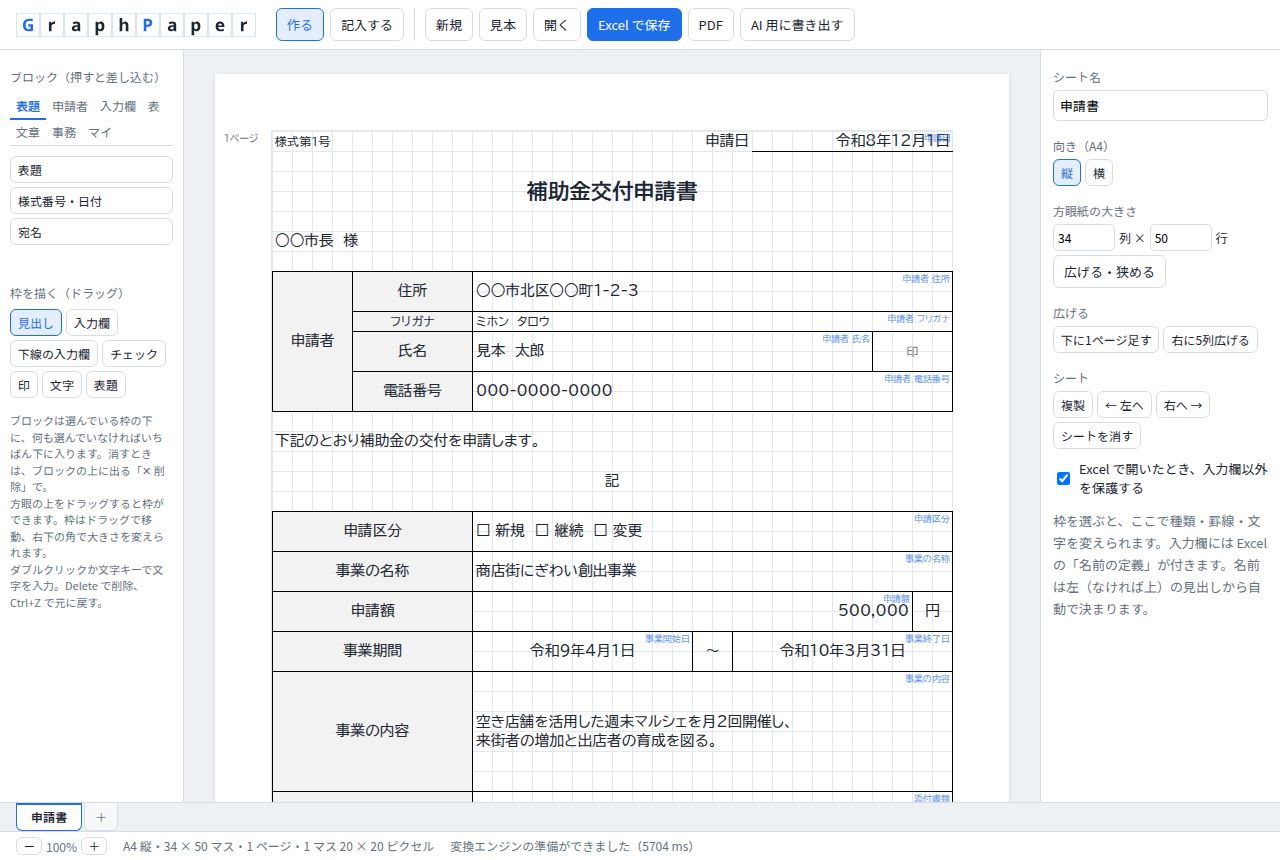 GraphPaper
作る 記入する 新規 見本 開く Excel で保存 PDF AI 用に書き出す
ブロック（押すと差し込む）
表題 申請者 入力欄 表
文章 事務 マイ
表題
様式番号・日付
宛名
枠を描く（ドラッグ）
見出し 入力欄
下線の入力欄 チェック
印 文字 表題
ブロックは選んでいる枠の下
に、何も選んでいなければいち
ばん下に入ります。消すとき
は、ブロックの上に出る「✕ 削
除」で。
方眼の上をドラッグすると枠が
できます。枠はドラッグで移
動、右下の角で大きさを変えら
れます。
ダブルクリックか文字キーで文
字を入力。Delete で削除、
Ctrl+Z で元に戻す。
1ページ
様式第1号 申請日 令和8年12月1日
補助金交付申請書
〇〇市長 様
申請者
住所 〇〇市北区〇〇町1-2-3 申請者 住所
フリガナ ミホン タロウ 申請者 フリガナ
氏名 見本 太郎 申請者 氏名 印
電話番号 000-0000-0000 申請者 電話番号
下記のとおり補助金の交付を申請します。
記
申請区分 ☐ 新規 ☐ 継続 ☐ 変更 申請区分
事業の名称 商店街にぎわい創出事業 事業の名称
申請額 500,000 申請額 円
事業期間 令和9年4月1日 事業開始日 ～ 令和10年3月31日 事業終了日
事業の内容 事業の内容
空き店舗を活用した週末マルシェを月2回開催し、
来街者の増加と出店者の育成を図る。
添付書類
シート名
申請書
向き（A4）
縦 横
方眼紙の大きさ
34 列 × 50 行
広げる・狭める
広げる
下に1ページ足す 右に5列広げる
シート
複製 ← 左へ 右へ →
シートを消す
Excel で開いたとき、入力欄以外
を保護する
枠を選ぶと、ここで種類・罫線・文
字を変えられます。入力欄には Excel
の「名前の定義」が付きます。名前
は左（なければ上）の見出しから自
動で決まります。
申請書 ＋
－ 100% ＋ A4 縦・34 × 50 マス・1 ページ・1 マス 20 × 20 ピクセル 変換エンジンの準備ができました（5704 ms）